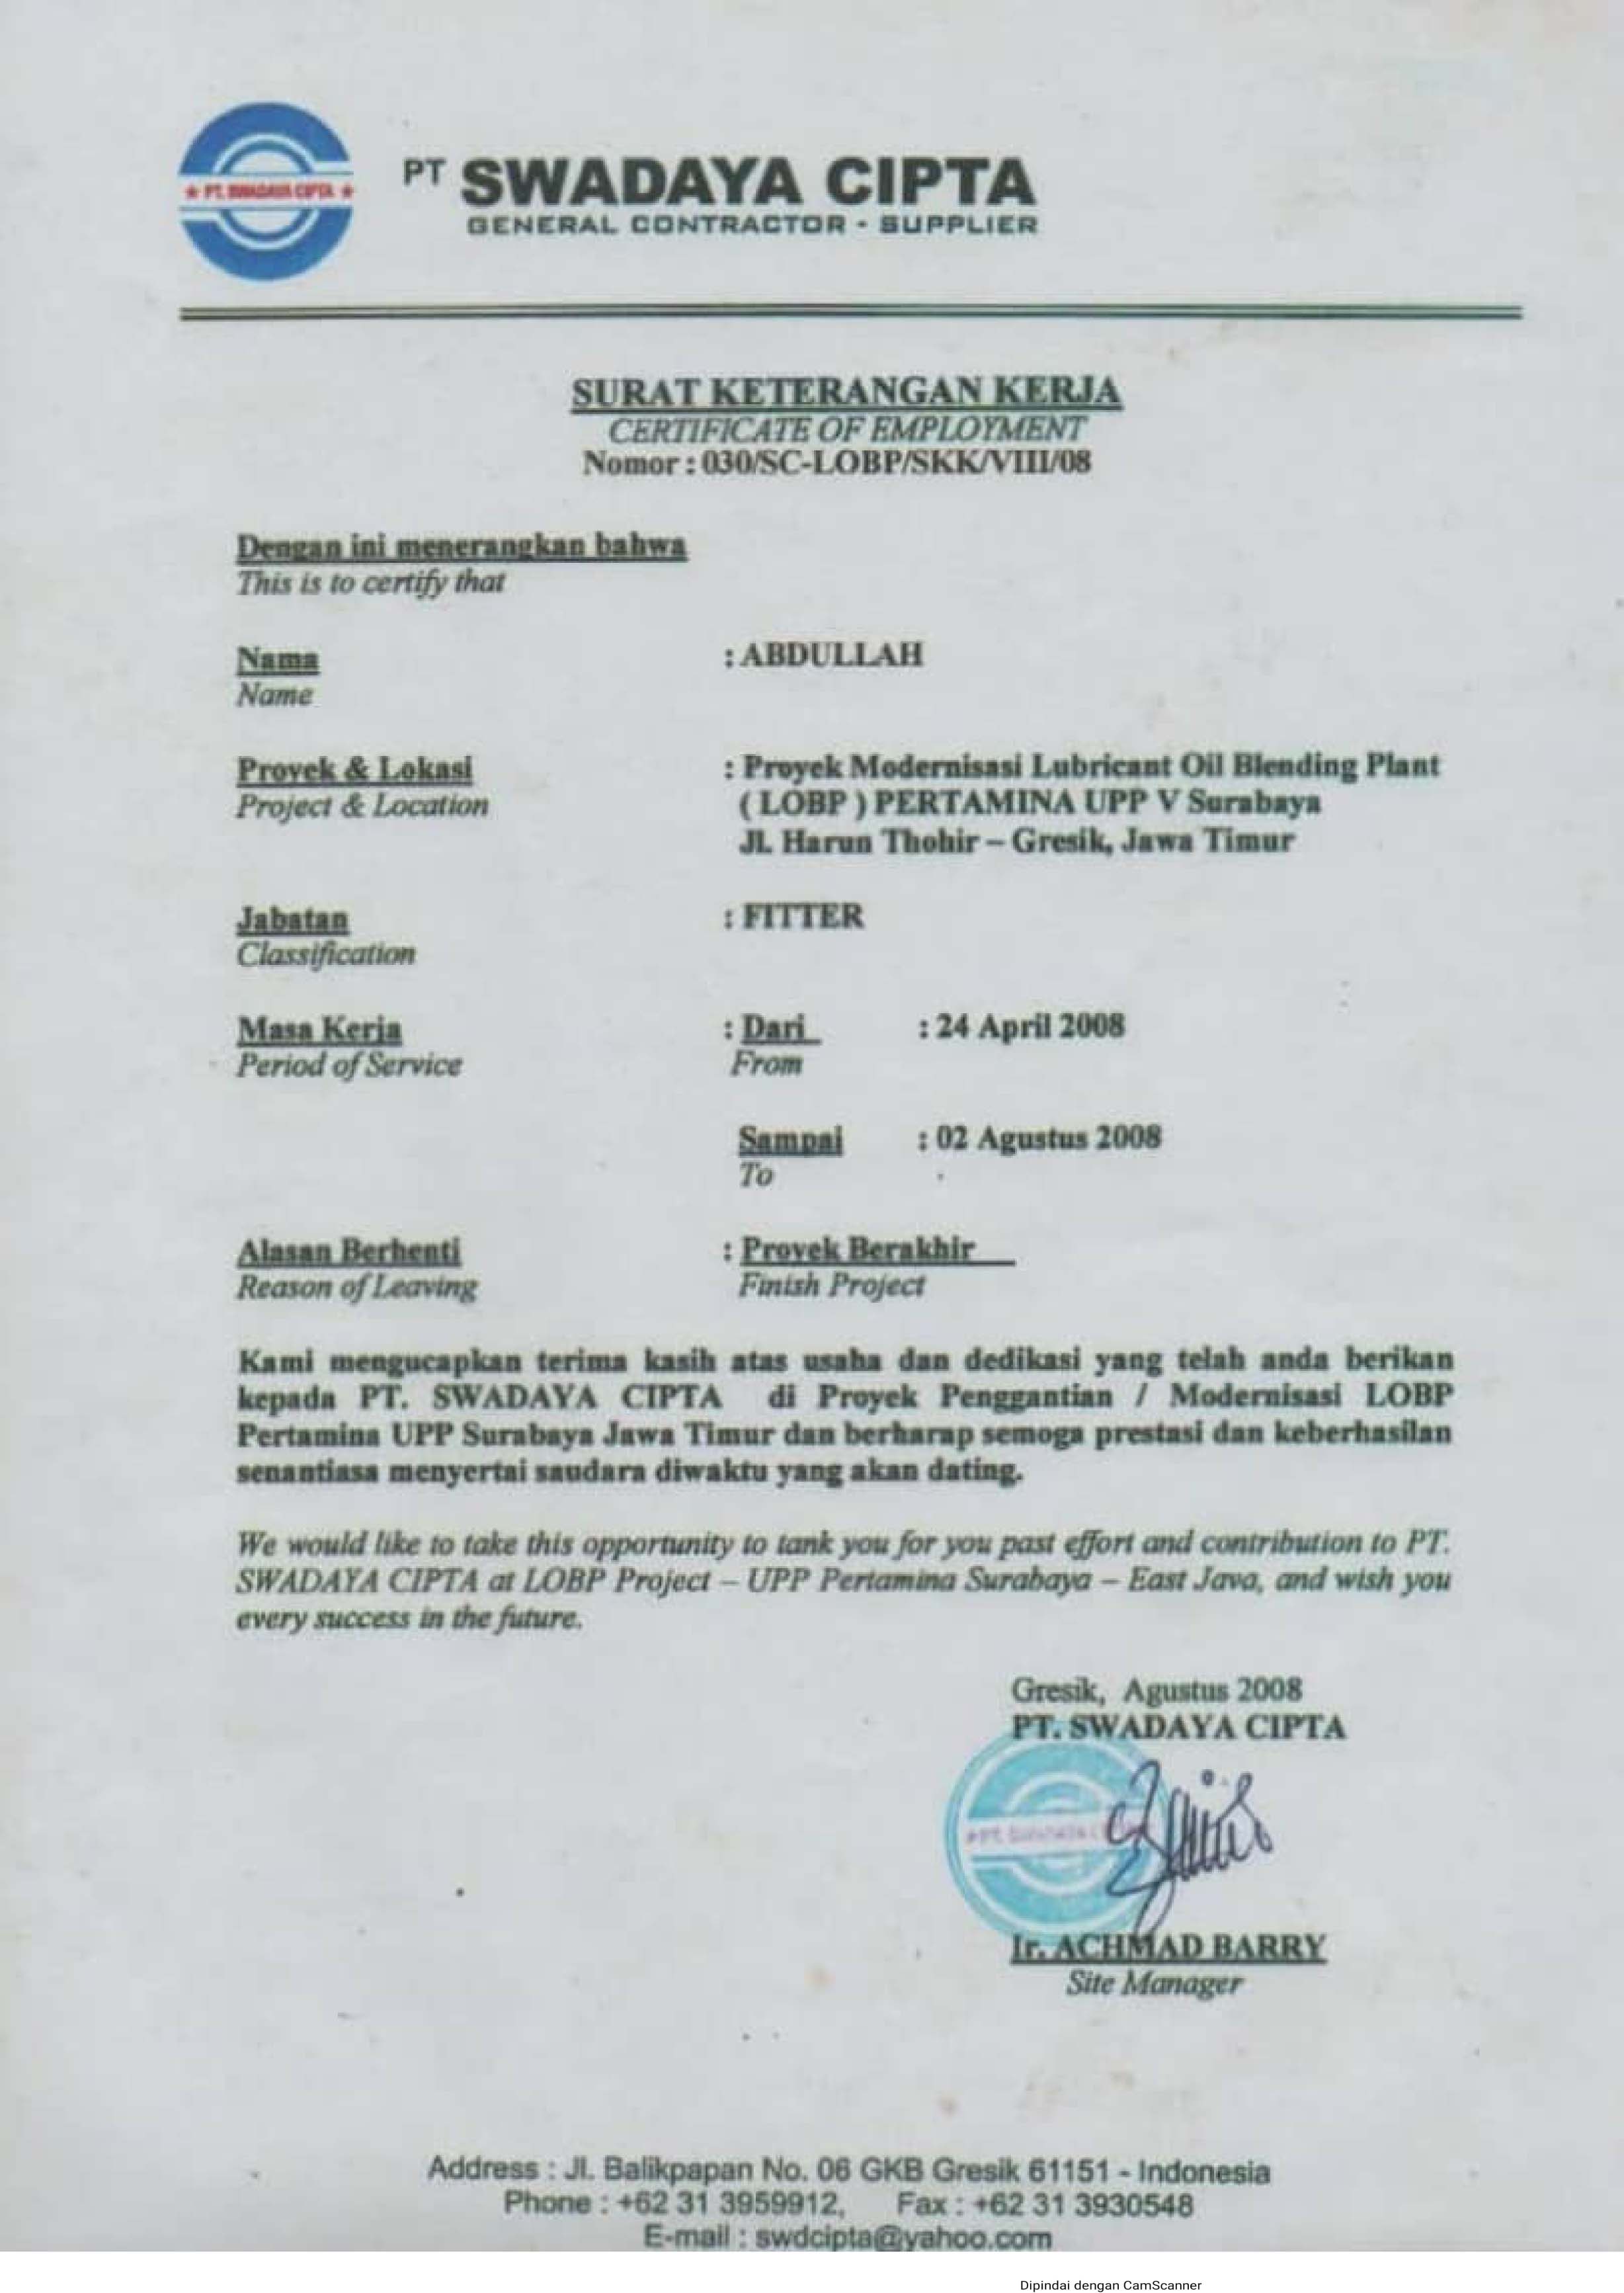 ★ PT. SWADAYA CIPTA ★
PT SWADAYA CIPTA
GENERAL CONTRACTOR - SUPPLIER
SURAT KETERANGAN KERJA
CERTIFICATE OF EMPLOYMENT
Nomor : 030/SC-LOBP/SKK/VIII/08
Dengan ini menerangkan bahwa
This is to certify that
Nama : ABDULLAH
Name
Proyek & Lokasi : Proyek Modernisasi Lubricant Oil Blending Plant
Project & Location ( LOBP ) PERTAMINA UPP V Surabaya
Jl. Harun Thohir – Gresik, Jawa Timur
Jabatan : FITTER
Classification
Masa Kerja : Dari : 24 April 2008
Period of Service From
Sampai : 02 Agustus 2008
To
Alasan Berhenti : Proyek Berakhir
Reason of Leaving Finish Project
Kami mengucapkan terima kasih atas usaha dan dedikasi yang telah anda berikan
kepada PT. SWADAYA CIPTA di Proyek Penggantian / Modernisasi LOBP
Pertamina UPP Surabaya Jawa Timur dan berharap semoga prestasi dan keberhasilan
senantiasa menyertai saudara diwaktu yang akan dating.
We would like to take this opportunity to tank you for you past effort and contribution to PT.
SWADAYA CIPTA at LOBP Project – UPP Pertamina Surabaya – East Java, and wish you
every success in the future.
Gresik, Agustus 2008
PT. SWADAYA CIPTA
Ir. ACHMAD BARRY
Site Manager
Address : Jl. Balikpapan No. 06 GKB Gresik 61151 - Indonesia
Phone : +62 31 3959912, Fax : +62 31 3930548
E-mail : swdcipta@yahoo.com
Dipindai dengan CamScanner